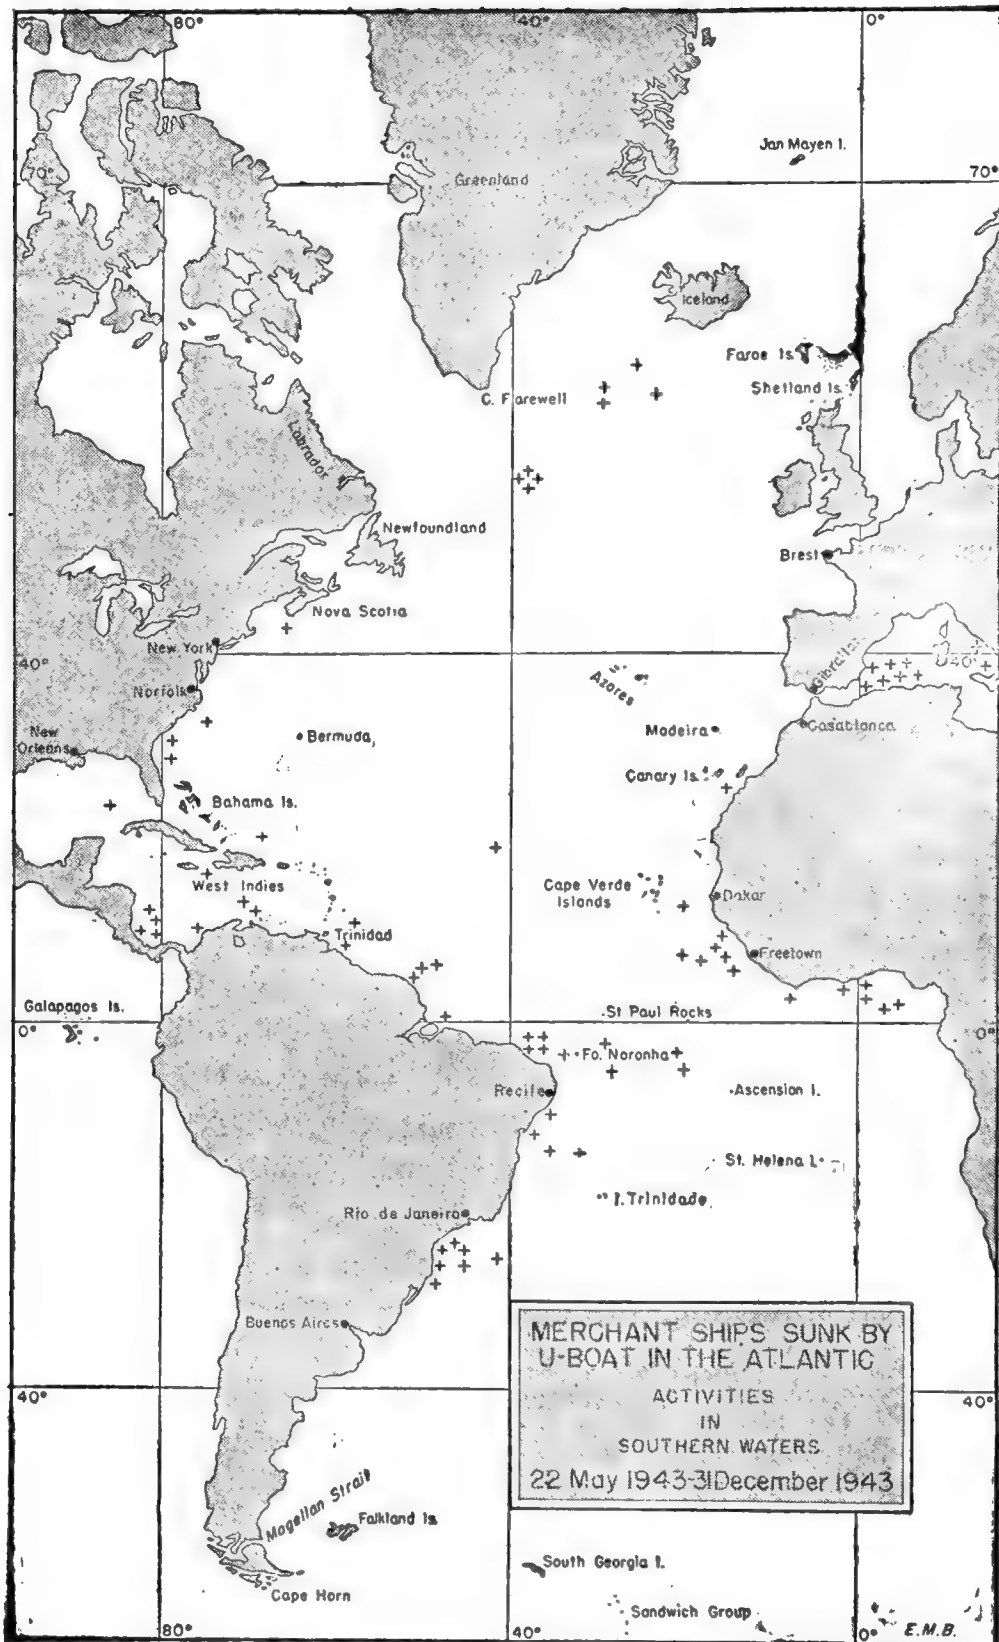 80°
40°
0°
Jan Mayen I.
70°
Greenland
70°
Iceland
Faroe Is.
Shetland Is.
C. Farewell
Labrador
Newfoundland
Brest
Nova Scotia
New York
40°
Gibraltar
40°
Azores
Norfolk
New
Orleans
Bermuda
Madeira
Casablanca
Canary Is.
Bahama Is.
West Indies
Cape Verde
Islands
Dakar
Trinidad
Freetown
Galapagos Is.
St Paul Rocks
0°
0°
Fo. Noronha
Recife
Ascension I.
St. Helena I.
I. Trinidade
Rio de Janeiro
Buenos Aires
MERCHANT SHIPS SUNK BY
U-BOAT IN THE ATLANTIC
ACTIVITIES
IN
SOUTHERN WATERS
22 May 1943-31 December 1943
40°
40°
Magellan Strait
Falkland Is.
Cape Horn
South Georgia I.
Sandwich Group
E.M.B.
80°
40°
0°